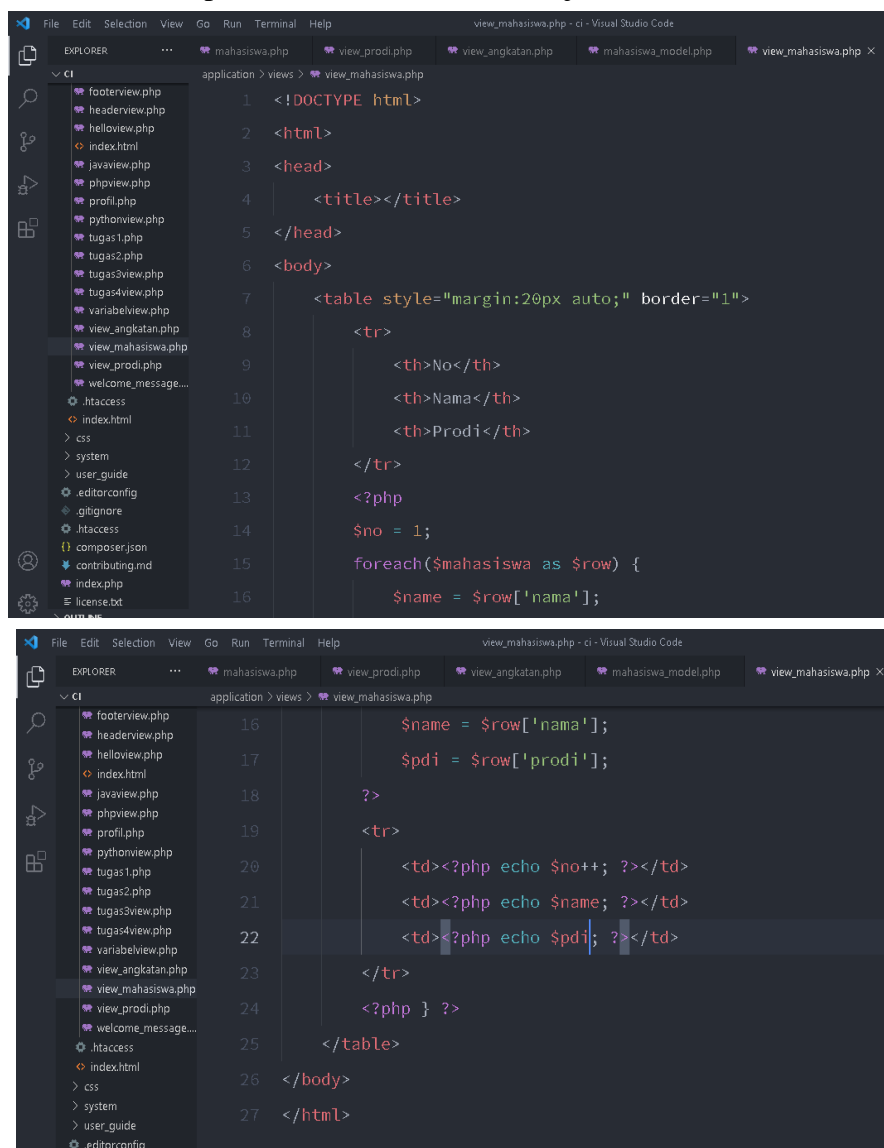 File Edit Selection View Go Run Terminal Help view_mahasiswa.php - ci - Visual Studio Code
EXPLORER ··· mahasiswa.php view_prodi.php view_angkatan.php mahasiswa_model.php view_mahasiswa.php ×
CI application > views > view_mahasiswa.php
footerview.php
headerview.php
helloview.php
index.html
javaview.php
phpview.php
profil.php
pythonview.php
tugas1.php
tugas2.php
tugas3view.php
tugas4view.php
variabelview.php
view_angkatan.php
view_mahasiswa.php
view_prodi.php
welcome_message....
.htaccess
index.html
> css
> system
> user_guide
.editorconfig
.gitignore
.htaccess
composer.json
contributing.md
index.php
license.txt
> OUTLINE
1 <!DOCTYPE html>
2 <html>
3 <head>
4 <title></title>
5 </head>
6 <body>
7 <table style="margin:20px auto;" border="1">
8 <tr>
9 <th>No</th>
10 <th>Nama</th>
11 <th>Prodi</th>
12 </tr>
13 <?php
14 $no = 1;
15 foreach($mahasiswa as $row) {
16 $name = $row['nama'];
File Edit Selection View Go Run Terminal Help view_mahasiswa.php - ci - Visual Studio Code
EXPLORER ··· mahasiswa.php view_prodi.php view_angkatan.php mahasiswa_model.php view_mahasiswa.php ×
CI application > views > view_mahasiswa.php
footerview.php
headerview.php
helloview.php
index.html
javaview.php
phpview.php
profil.php
pythonview.php
tugas1.php
tugas2.php
tugas3view.php
tugas4view.php
variabelview.php
view_angkatan.php
view_mahasiswa.php
view_prodi.php
welcome_message....
.htaccess
index.html
> css
> system
> user_guide
.editorconfig
16 $name = $row['nama'];
17 $pdi = $row['prodi'];
18 ?>
19 <tr>
20 <td><?php echo $no++; ?></td>
21 <td><?php echo $name; ?></td>
22 <td><?php echo $pdi; ?></td>
23 </tr>
24 <?php } ?>
25 </table>
26 </body>
27 </html>